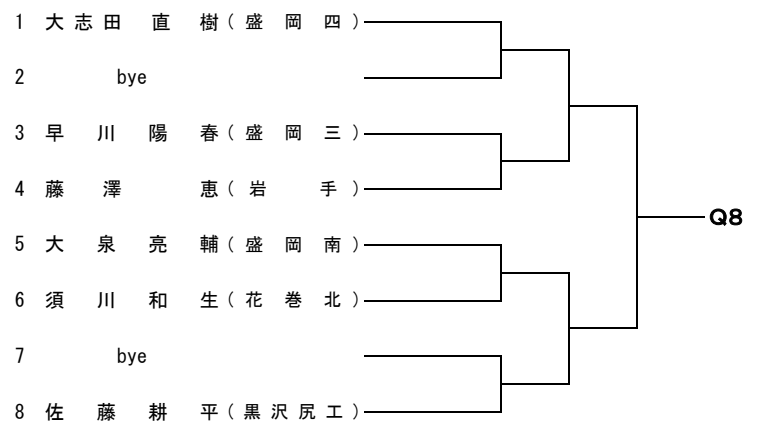 1 大志田 直樹(盛岡四)
2 bye
3 早川陽春(盛岡三)
4 藤澤 恵(岩手)
Q8
5 大泉亮輔(盛岡南)
6 須川和生(花巻北)
7 bye
8 佐藤耕平(黒沢尻工)